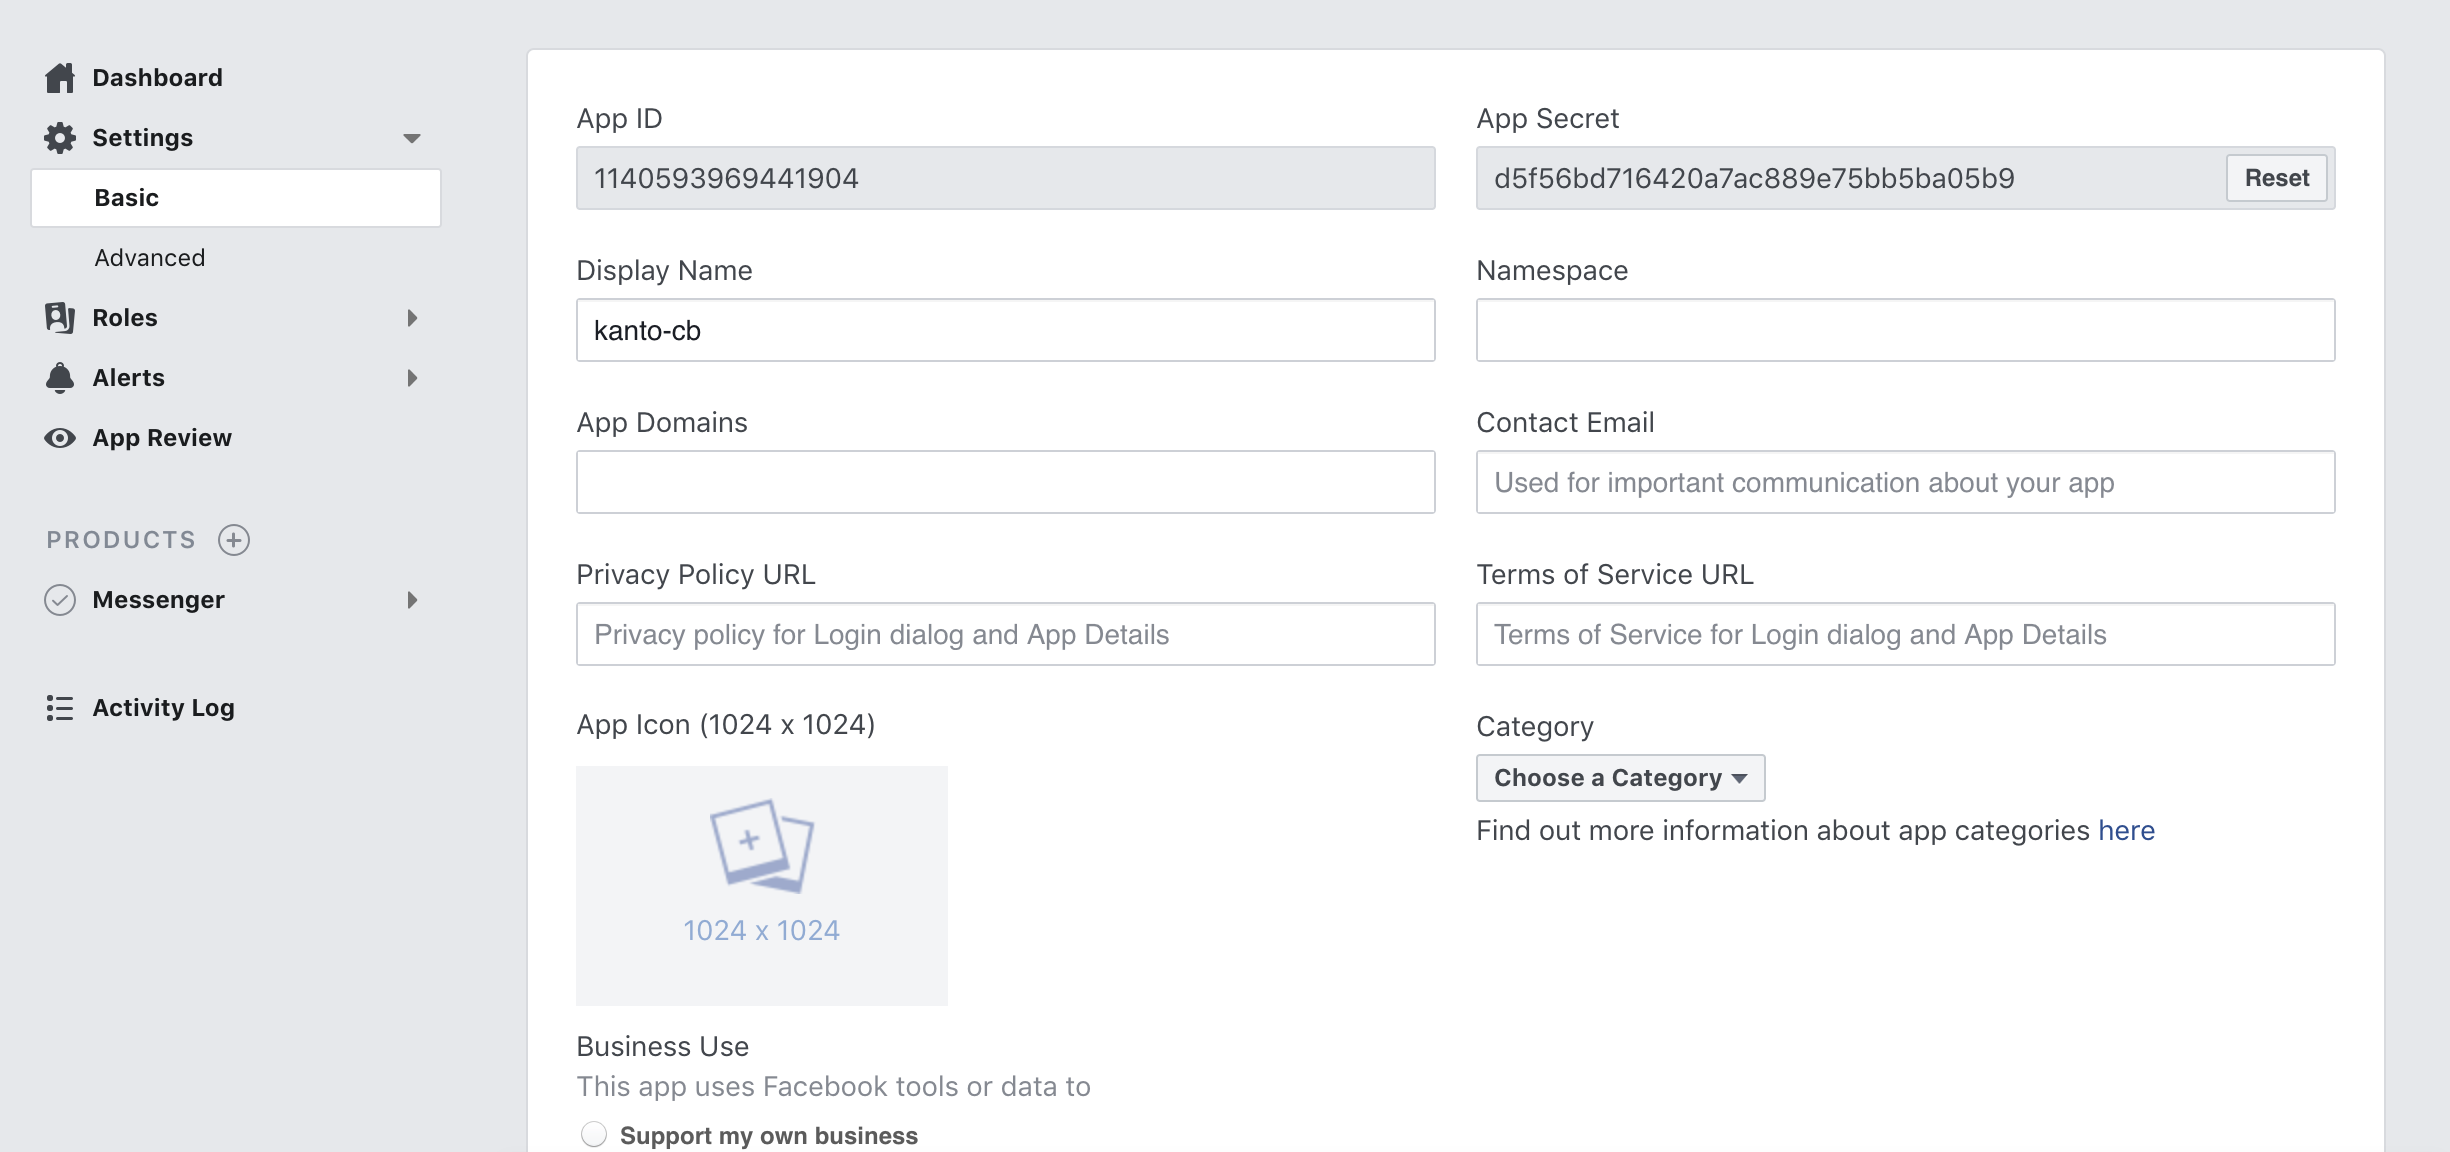 Dashboard
Settings
Basic
Advanced
Roles
Alerts
App Review
PRODUCTS
Messenger
Activity Log
App ID
1140593969441904
App Secret
d5f56bd716420a7ac889e75bb5ba05b9
Reset
Display Name
kanto-cb
Namespace
App Domains
Contact Email
Used for important communication about your app
Privacy Policy URL
Privacy policy for Login dialog and App Details
Terms of Service URL
Terms of Service for Login dialog and App Details
App Icon (1024 x 1024)
1024 x 1024
Category
Choose a Category
Find out more information about app categories here
Business Use
This app uses Facebook tools or data to
Support my own business